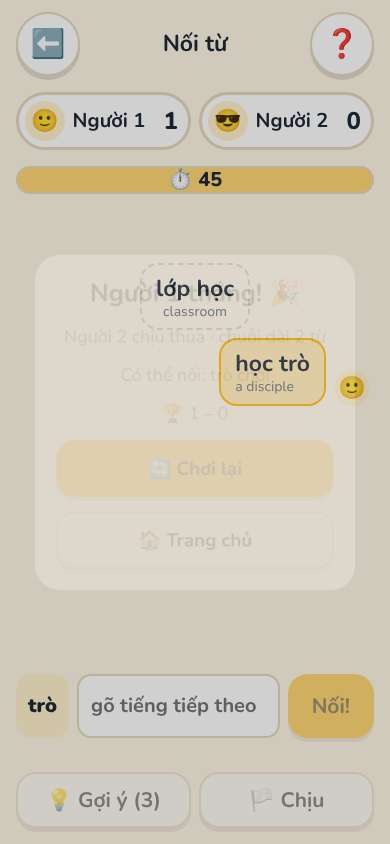 Nối từ
Người 1 1
Người 2 0
45
lớp học
classroom
Người 1 thắng!
Người 2 chịu thua · chuỗi dài 2 từ
học trò
a disciple
Có thể nối: trò
1 – 0
Chơi lại
Trang chủ
trò
gõ tiếng tiếp theo
Nối!
Gợi ý (3)
Chịu